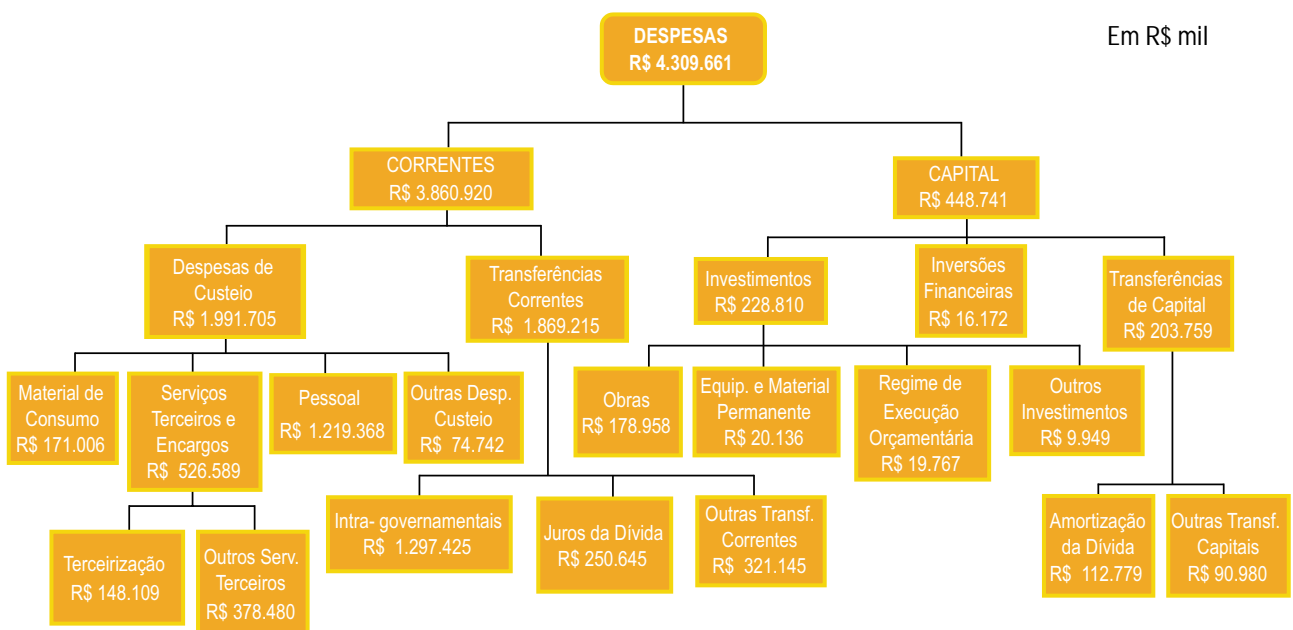 DESPESAS
R$ 4.309.661
Em R$ mil
CORRENTES
R$ 3.860.920
CAPITAL
R$ 448.741
Despesas de
Custeio
R$ 1.991.705
Transferências
Correntes
R$ 1.869.215
Investimentos
R$ 228.810
Inversões
Financeiras
R$ 16.172
Transferências
de Capital
R$ 203.759
Material de
Consumo
R$ 171.006
Serviços
Terceiros e
Encargos
R$ 526.589
Pessoal
R$ 1.219.368
Outras Desp.
Custeio
R$ 74.742
Obras
R$ 178.958
Equip. e Material
Permanente
R$ 20.136
Regime de
Execução
Orçamentária
R$ 19.767
Outros
Investimentos
R$ 9.949
Terceirização
R$ 148.109
Outros Serv.
Terceiros
R$ 378.480
Intra- governamentais
R$ 1.297.425
Juros da Dívida
R$ 250.645
Outras Transf.
Correntes
R$ 321.145
Amortização
da Dívida
R$ 112.779
Outras Transf.
Capitais
R$ 90.980